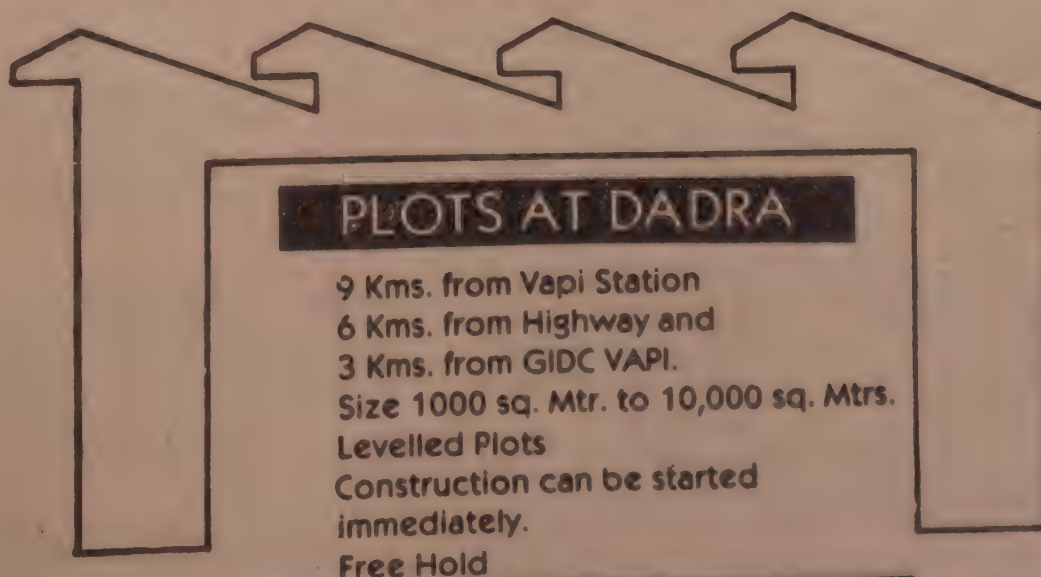 PLOTS AT DADRA
9 Kms. from Vapi Station
6 Kms. from Highway and
3 Kms. from GIDC VAPI.
Size 1000 sq. Mtr. to 10,000 sq. Mtrs.
Levelled Plots
Construction can be started
immediately.
Free Hold